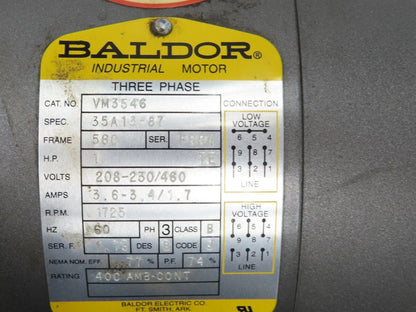 BALDOR®
INDUSTRIAL MOTOR
THREE PHASE
CAT. NO. VM3546
SPEC. 35A13-87
FRAME 56C SER.
H.P. 1 TE
VOLTS 208-230/460
AMPS 3.6-3.4/1.7
R.P.M. 1725
HZ 60 PH 3 CLASS B
SER. F. DES CODE
NEMA NOM. EFF. 77 % P.F. 74 %
RATING 40C AMB-CONT
BALDOR ELECTRIC CO.
FT. SMITH, ARK.
CONNECTION
LOW
VOLTAGE
6 5 4
9 8 7
3 2 1
LINE
HIGH
VOLTAGE
6 5 4
9 8 7
3 2 1
LINE